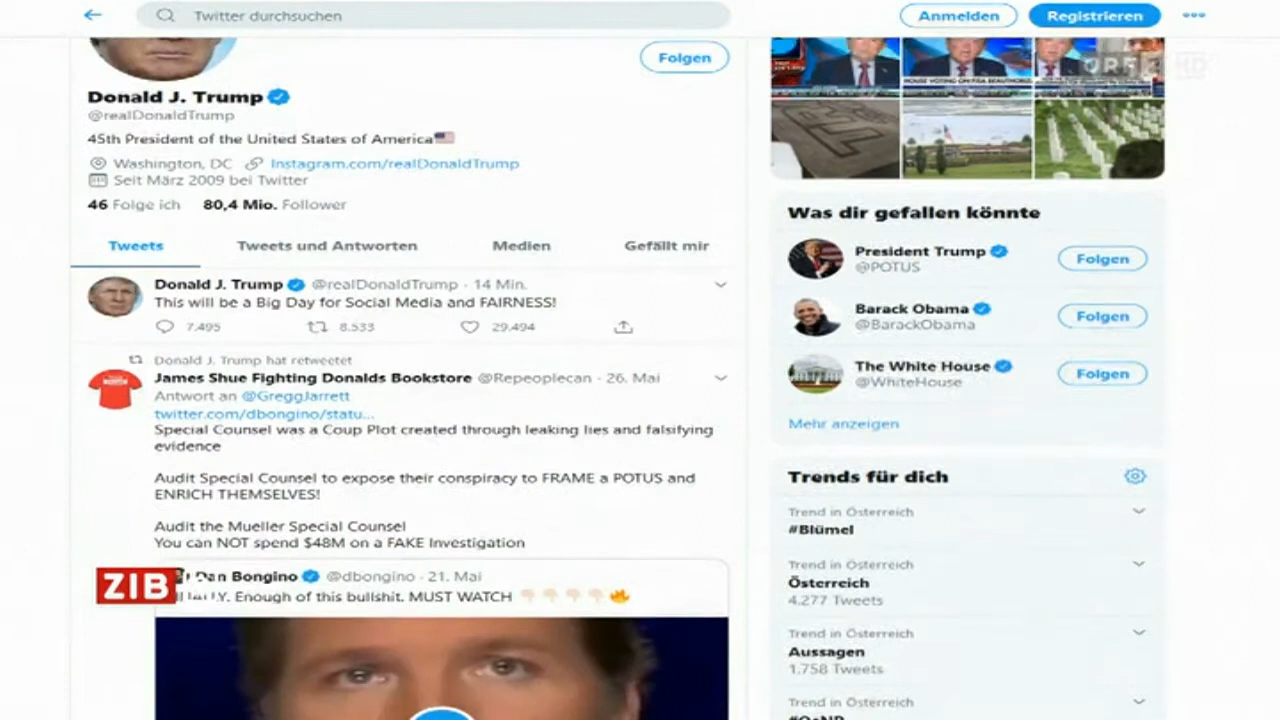 Twitter durchsuchen
Anmelden
Registrieren
Folgen
Donald J. Trump
@realDonaldTrump
45th President of the United States of America
Washington, DC Instagram.com/realDonaldTrump
Seit März 2009 bei Twitter
46 Folge ich 80,4 Mio. Follower
Tweets Tweets und Antworten Medien Gefällt mir
Donald J. Trump @realDonaldTrump · 14 Min.
This will be a Big Day for Social Media and FAIRNESS!
7.495 8.533 29.494
Donald J. Trump hat retweetet
James Shue Fighting Donalds Bookstore @Repeoplecan · 26. Mai
Antwort an @GreggJarrett
twitter.com/dbongino/statu...
Special Counsel was a Coup Plot created through leaking lies and falsifying
evidence
Audit Special Counsel to expose their conspiracy to FRAME a POTUS and
ENRICH THEMSELVES!
Audit the Mueller Special Counsel
You can NOT spend $48M on a FAKE Investigation
Dan Bongino @dbongino · 21. Mai
Enough of this bullshit. MUST WATCH
ZIB
ORF 2 HD
Was dir gefallen könnte
President Trump
@POTUS
Folgen
Barack Obama
@BarackObama
Folgen
The White House
@WhiteHouse
Folgen
Mehr anzeigen
Trends für dich
Trend in Österreich
#Blümel
Trend in Österreich
Österreich
4.277 Tweets
Trend in Österreich
Aussagen
1.758 Tweets
Trend in Österreich